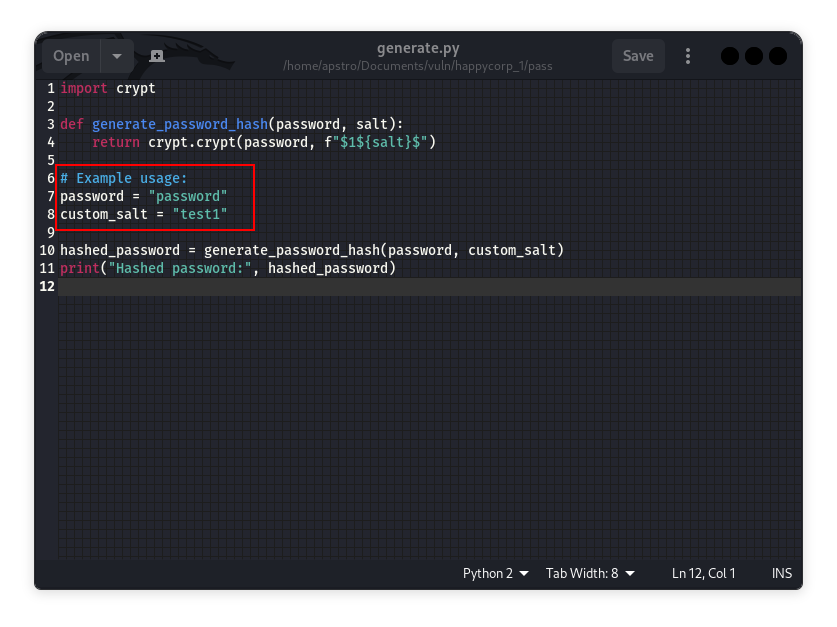 Open
generate.py
/home/apstro/Documents/vuln/happycorp_1/pass
Save
1 import crypt
2
3 def generate_password_hash(password, salt):
4     return crypt.crypt(password, f"$1${salt}$")
5
6 # Example usage:
7 password = "password"
8 custom_salt = "test1"
9
10 hashed_password = generate_password_hash(password, custom_salt)
11 print("Hashed password:", hashed_password)
12
Python 2 Tab Width: 8 Ln 12, Col 1 INS